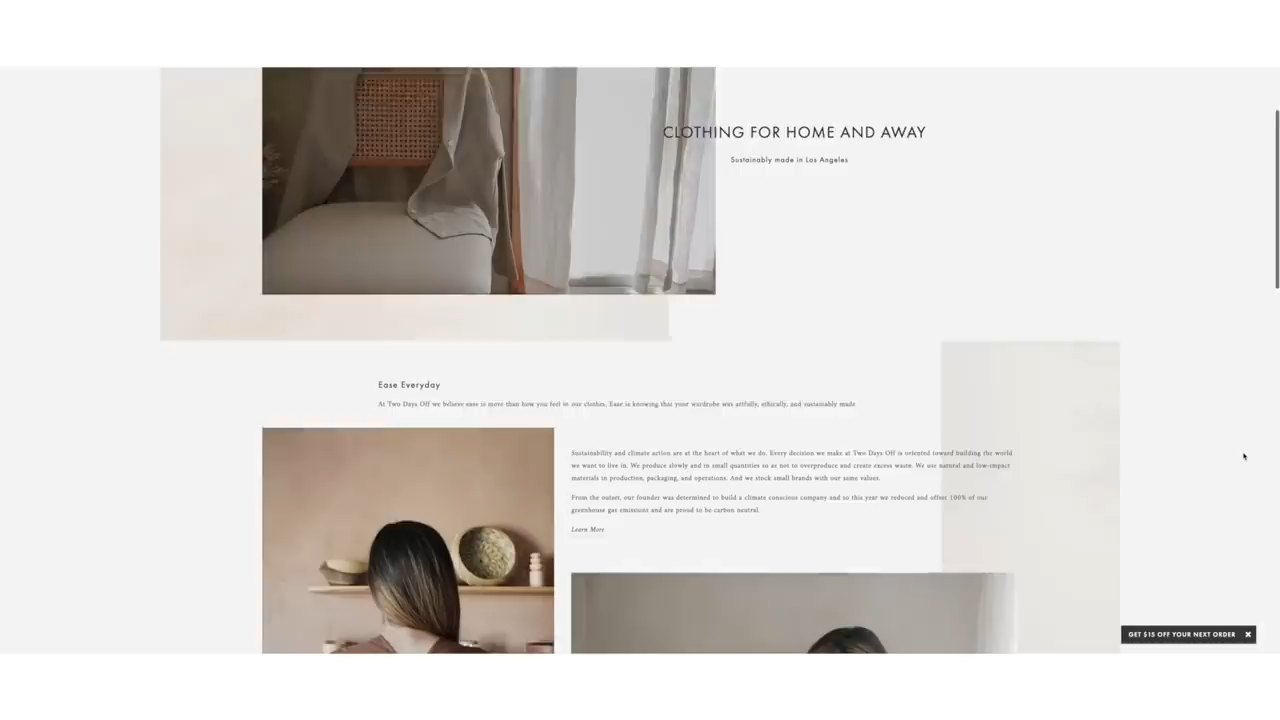 CLOTHING FOR HOME AND AWAY
Sustainably made in Los Angeles
Ease Everyday
At Two Days Off we believe ease is more than how you feel in our clothes. Ease is knowing that your wardrobe was artfully, ethically, and sustainably made
Sustainability and climate action are at the heart of what we do. Every decision we make at Two Days Off is oriented toward building the world
we want to live in. We produce slowly and in small quantities so as not to overproduce and create excess waste. We use natural and low-impact
materials in production, packaging, and operations. And we stock small brands with our same values.
From the outset, our founder was determined to build a climate conscious company and so this year we reduced and offset 100% of our
greenhouse gas emissions and are proud to be carbon neutral.
Learn More
GET $15 OFF YOUR NEXT ORDER